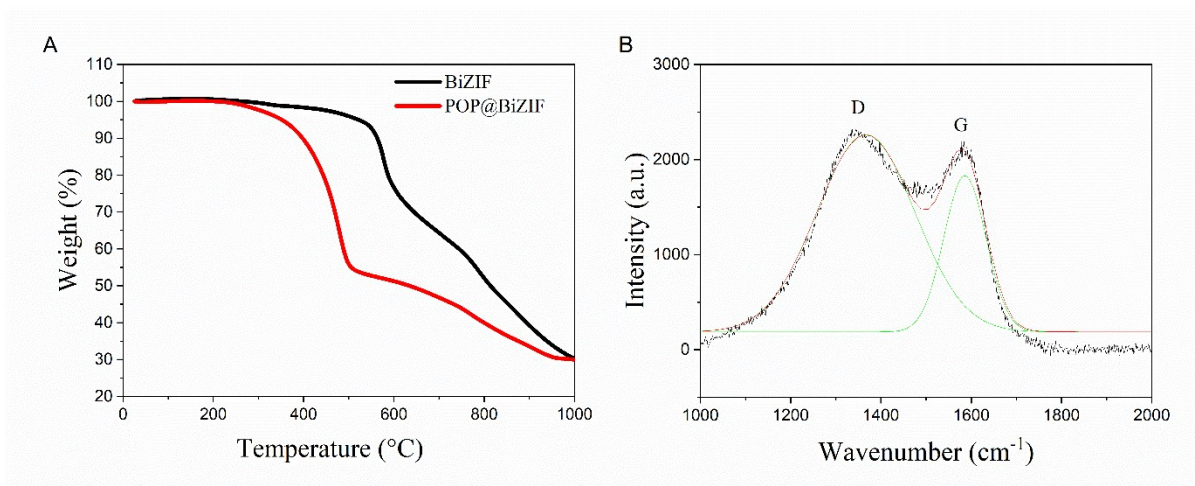 A
110
100
90
80
70
60
50
40
30
20
0
200
400
600
800
1000
Weight (%)
Temperature (°C)
BiZIF
POP@BiZIF
B
3000
2000
1000
0
1000
1200
1400
1600
1800
2000
Intensity (a.u.)
Wavenumber (cm⁻¹)
D
G